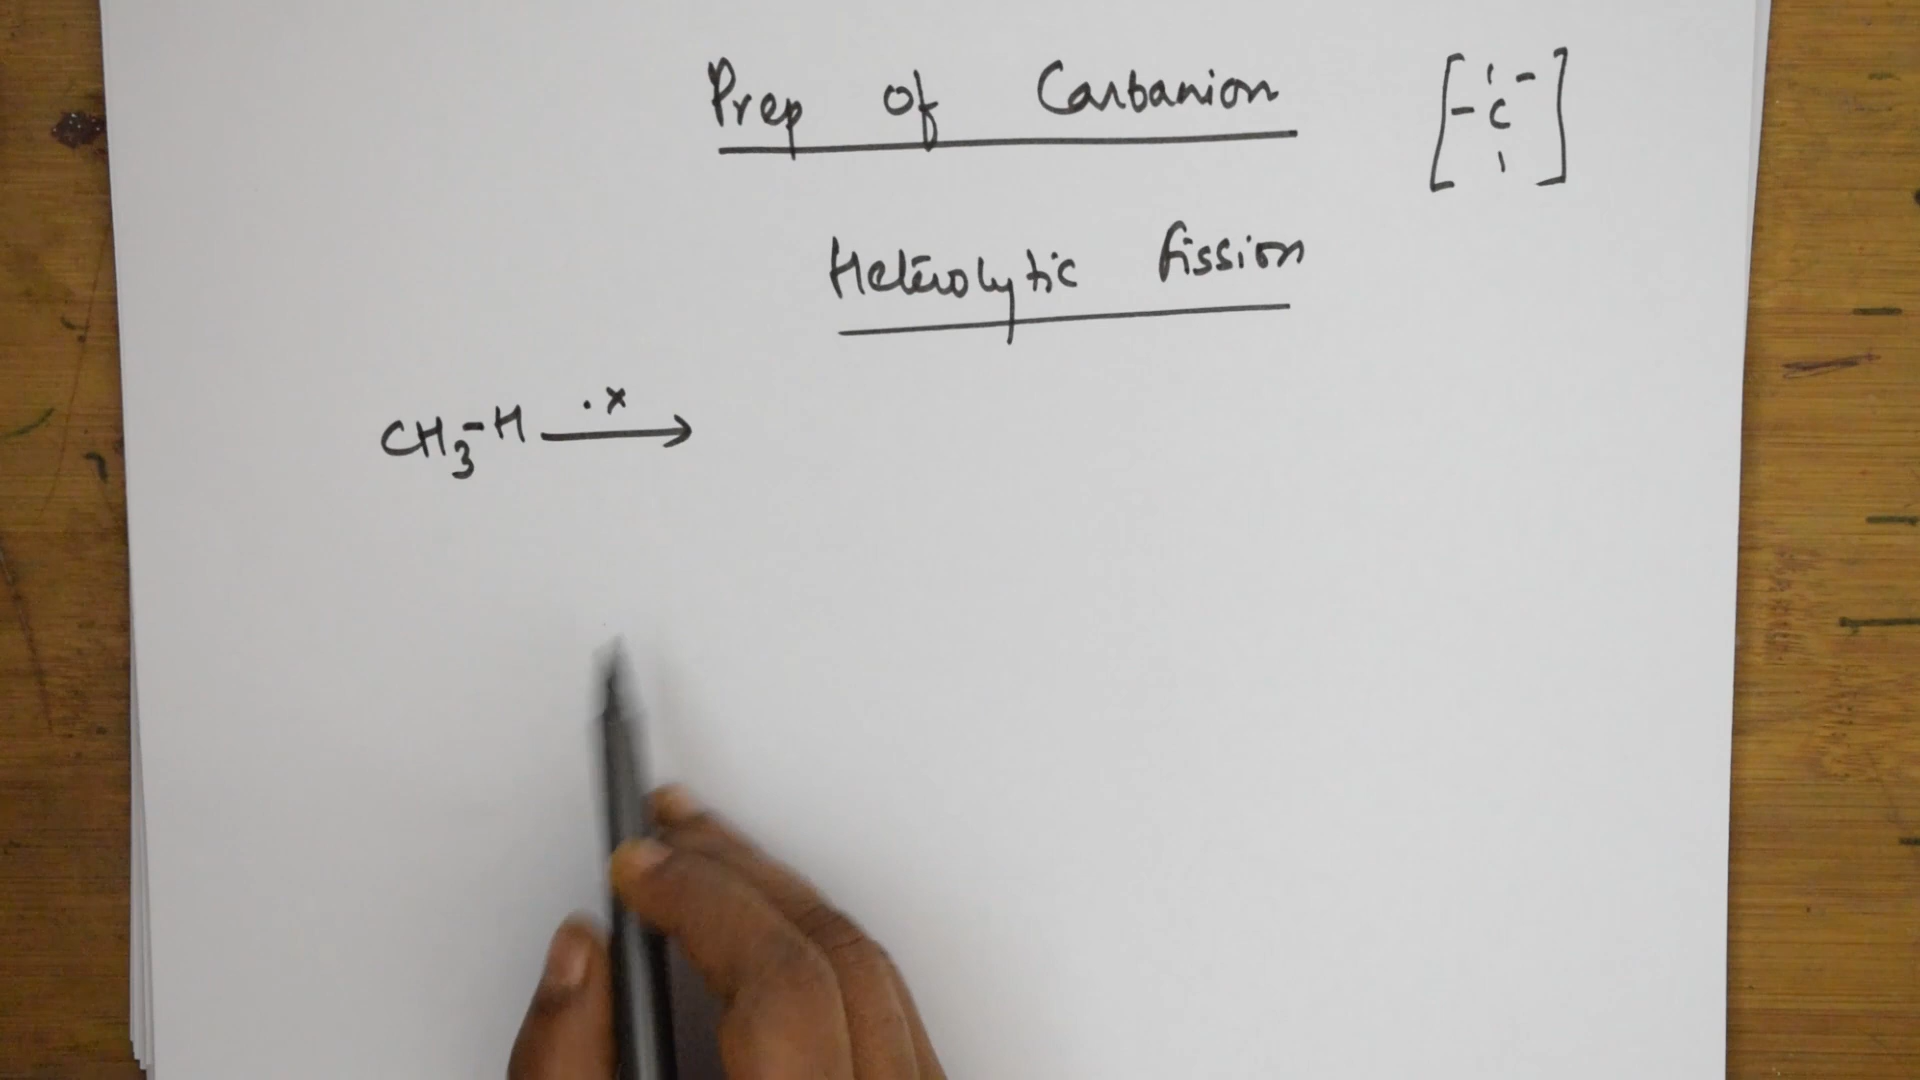 Prep of Carbanion [-C-]
Heterolytic fission
CH3-H .x →